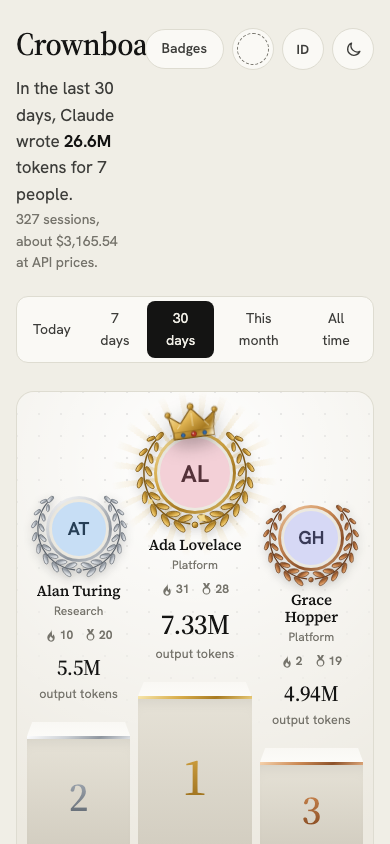 Crownboa
Badges
ID
In the last 30
days, Claude
wrote 26.6M
tokens for 7
people.
327 sessions,
about $3,165.54
at API prices.
Today
7
days
30
days
This
month
All
time
AL
Ada Lovelace
Platform
31 28
7.33M
output tokens
AT
Alan Turing
Research
10 20
5.5M
output tokens
GH
Grace
Hopper
Platform
2 19
4.94M
output tokens
2
1
3